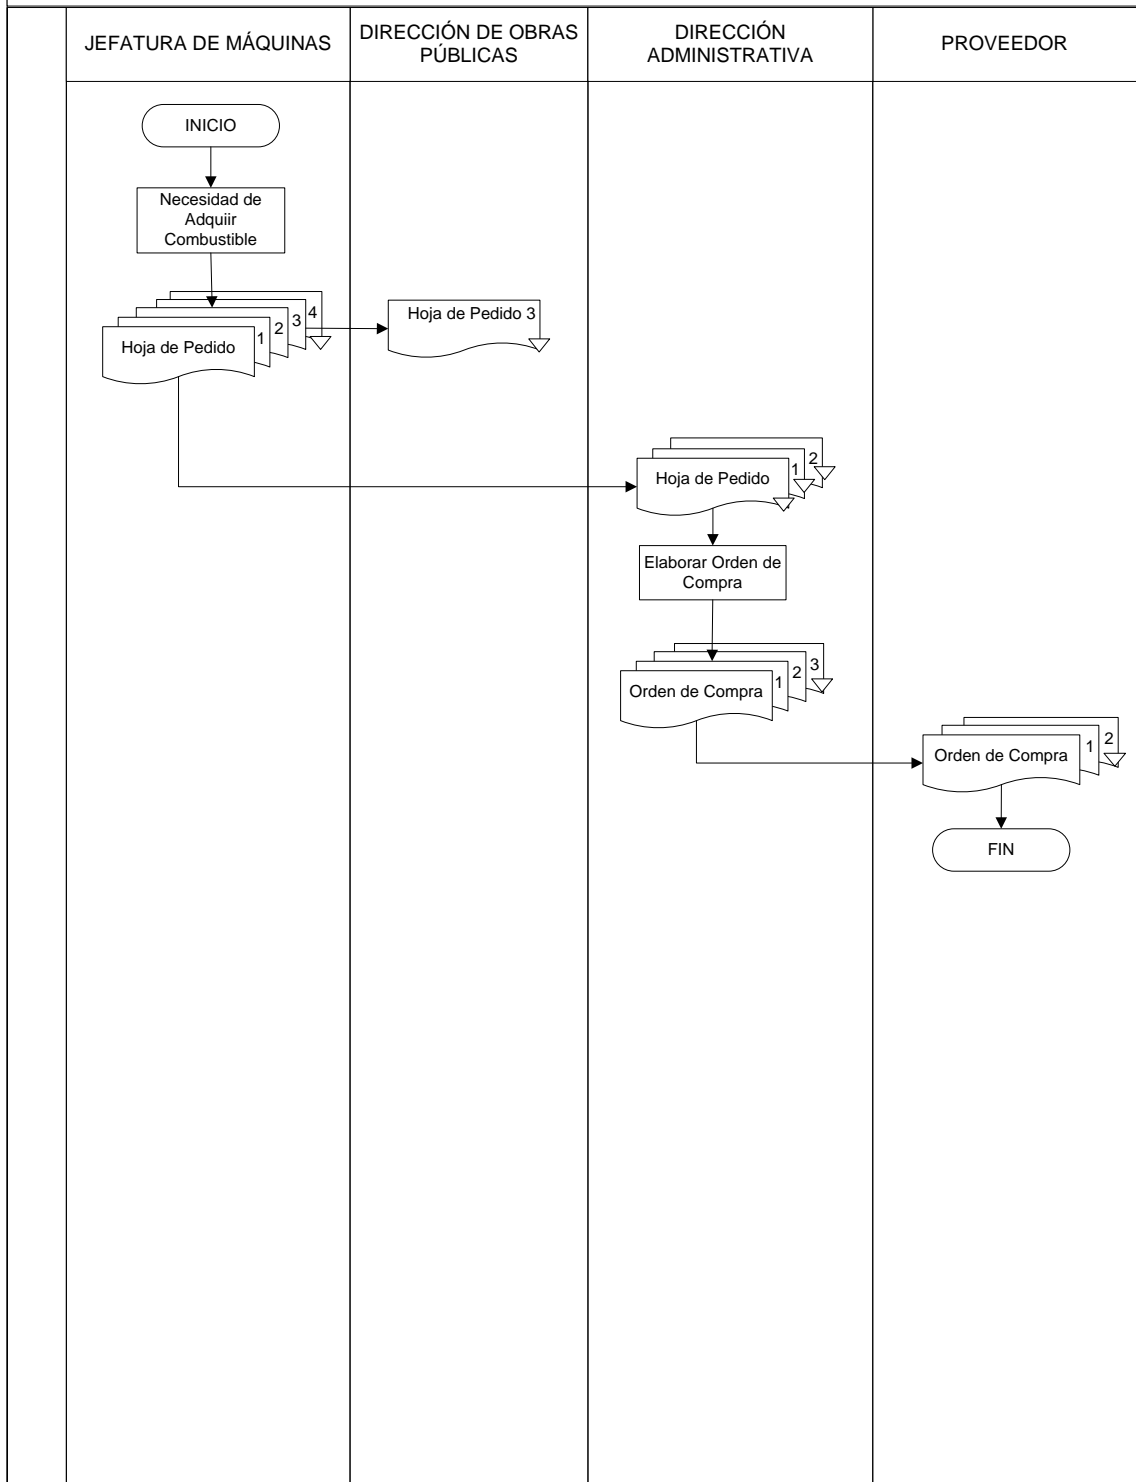 JEFATURA DE MÁQUINAS
DIRECCIÓN DE OBRAS
PÚBLICAS
DIRECCIÓN
ADMINISTRATIVA
PROVEEDOR
INICIO
Necesidad de
Adquiir
Combustible
Hoja de Pedido
1
2
3
4
Hoja de Pedido 3
Hoja de Pedido
1
2
Elaborar Orden de
Compra
Orden de Compra
1
2
3
Orden de Compra
1
2
FIN